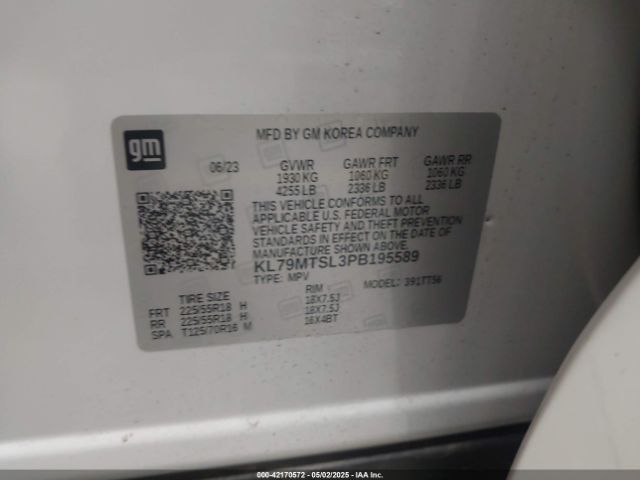 gm
MFD BY GM KOREA COMPANY
06/23 GVWR GAWR FRT GAWR RR
1930 KG 1060 KG 1060 KG
4255 LB 2336 LB 2336 LB
THIS VEHICLE CONFORMS TO ALL
APPLICABLE U.S. FEDERAL MOTOR
VEHICLE SAFETY AND THEFT
PREVENTION STANDARDS IN
EFFECT ON THE DATE OF
MANUFACTURE SHOWN ABOVE.
KL79MTSL3PB195589
TYPE: MPV MODEL: 391TT56
TIRE SIZE RIM
FRT 225/55R18 H 18X7.5J
RR 225/55R18 H 18X7.5J
SPA T125/70R16 M 16X4BT
000-42170572 - 05/02/2025 - IAA Inc.